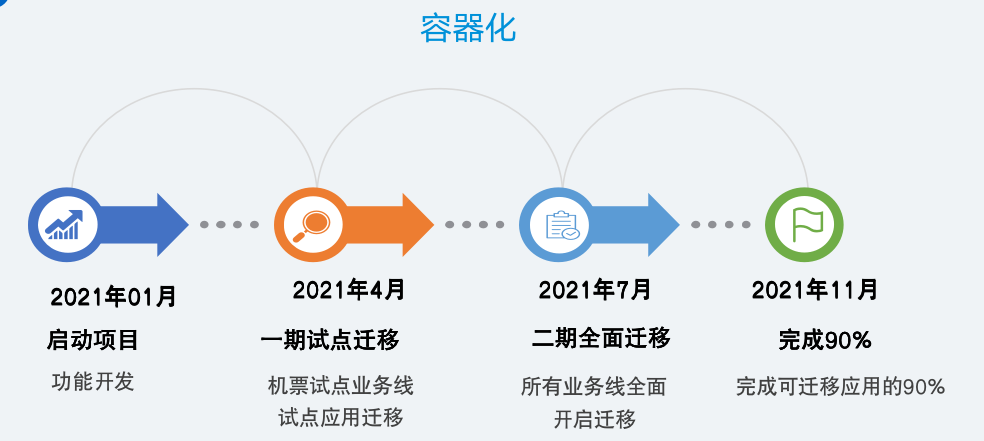 容器化
2021年01月
启动项目
功能开发
2021年4月
一期试点迁移
机票试点业务线
试点应用迁移
2021年7月
二期全面迁移
所有业务线全面
开启迁移
2021年11月
完成90%
完成可迁移应用的90%